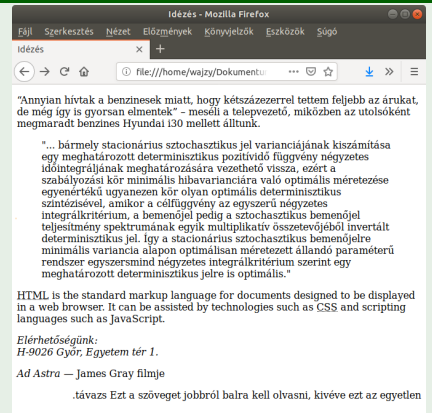 Idézés - Mozilla Firefox
Fájl Szerkesztés Nézet Előzmények Könyvjelzők Eszközök Súgó
Idézés
file:///home/wajzy/Dokumentu
“Annyian hívtak a benzinesek miatt, hogy kétszázezerrel tettem feljebb az árukat,
de még így is gyorsan elmentek” – meséli a telepvezető, miközben az utolsóként
megmaradt benzines Hyundai i30 mellett álltunk.
"... bármely stacionárius sztochasztikus jel varianciájának kiszámítása
egy meghatározott determinisztikus pozitívidő függvény négyzetes
időintegráljának meghatározására vezethető vissza, ezért a
szabályozási kör minimális hibavarianciára való optimális méretezése
egyenértékű ugyanezen kör olyan optimális determinisztikus
szintézisével, amikor a célfüggvény az egyszerű négyzetes
integrálkritérium, a bemenőjel pedig a sztochasztikus bemenőjel
teljesítmény spektrumának egyik multiplikatív összetevőjéből invertált
determinisztikus jel. Így a stacionárius sztochasztikus bemenőjelre
minimális variancia alapon optimálisan méretezett állandó paraméterű
rendszer egyszersmind négyzetes integrálkritérium szerint egy
meghatározott determinisztikus jelre is optimális."
HTML is the standard markup language for documents designed to be displayed
in a web browser. It can be assisted by technologies such as CSS and scripting
languages such as JavaScript.
Elérhetőségünk:
H-9026 Győr, Egyetem tér 1.
Ad Astra — James Gray filmje
.távazs Ezt a szöveget jobbról balra kell olvasni, kivéve ezt az egyetlen